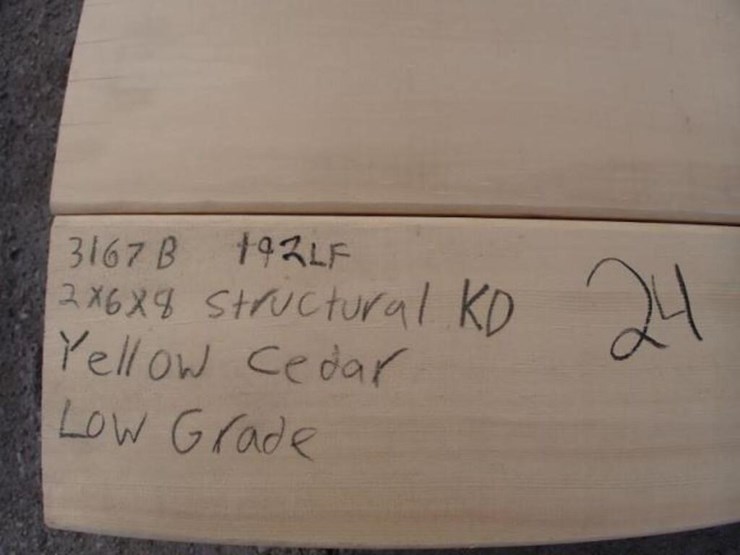 3167B 192LF
2x6x8 structural KD
24
Yellow Cedar
Low Grade